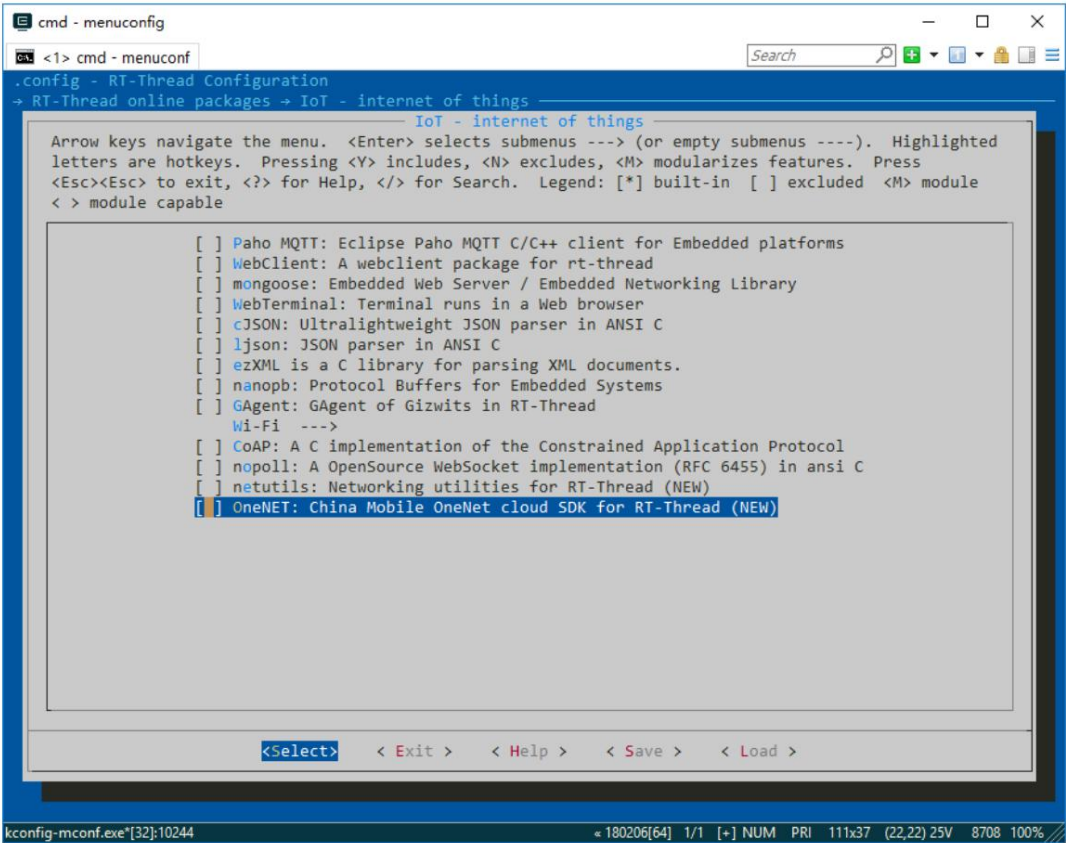 cmd - menuconfig
<1> cmd - menuconf
Search
.config - RT-Thread Configuration
→ RT-Thread online packages → IoT - internet of things
IoT - internet of things
Arrow keys navigate the menu.  <Enter> selects submenus ---> (or empty submenus ----).  Highlighted
letters are hotkeys.  Pressing <Y> includes, <N> excludes, <M> modularizes features.  Press
<Esc><Esc> to exit, <?> for Help, </> for Search.  Legend: [*] built-in  [ ] excluded  <M> module
< > module capable
[ ] Paho MQTT: Eclipse Paho MQTT C/C++ client for Embedded platforms
[ ] WebClient: A webclient package for rt-thread
[ ] mongoose: Embedded Web Server / Embedded Networking Library
[ ] WebTerminal: Terminal runs in a Web browser
[ ] cJSON: Ultralightweight JSON parser in ANSI C
[ ] ljson: JSON parser in ANSI C
[ ] ezXML is a C library for parsing XML documents.
[ ] nanopb: Protocol Buffers for Embedded Systems
[ ] GAgent: GAgent of Gizwits in RT-Thread
Wi-Fi  --->
[ ] CoAP: A C implementation of the Constrained Application Protocol
[ ] nopoll: A OpenSource WebSocket implementation (RFC 6455) in ansi C
[ ] netutils: Networking utilities for RT-Thread (NEW)
[ ] OneNET: China Mobile OneNet cloud SDK for RT-Thread (NEW)
<Select>    < Exit >    < Help >    < Save >    < Load >
kconfig-mconf.exe*[32]:10244    « 180206[64]  1/1  [+] NUM  PRI  111x37  (22,22) 25V  8708  100%